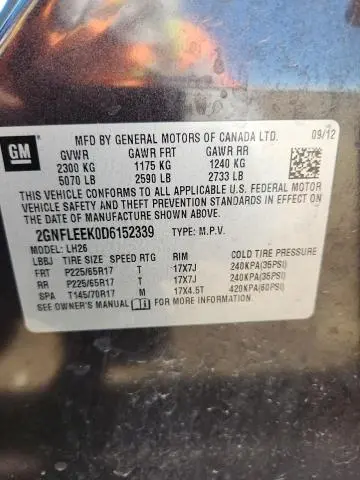 MFD BY GENERAL MOTORS OF CANADA LTD. 09/12
GM
GVWR GAWR FRT GAWR RR
2300 KG 1175 KG 1240 KG
5070 LB 2590 LB 2733 LB
THIS VEHICLE CONFORMS TO ALL APPLICABLE U.S. FEDERAL MOTOR
VEHICLE SAFETY AND THEFT PREVENTION STANDARDS IN EFFECT ON
THE DATE OF MANUFACTURE SHOWN ABOVE.
2GNFLEEK0D6152339 TYPE: M.P.V.
MODEL: LH26
LBBJ TIRE SIZE SPEED RTG RIM COLD TIRE PRESSURE
FRT P225/65R17 T 17X7J 240KPA(35PSI)
RR P225/65R17 T 17X7J 240KPA(35PSI)
SPA T145/70R17 M 17X4.5T 420KPA(60PSI)
SEE OWNER'S MANUAL FOR MORE INFORMATION.